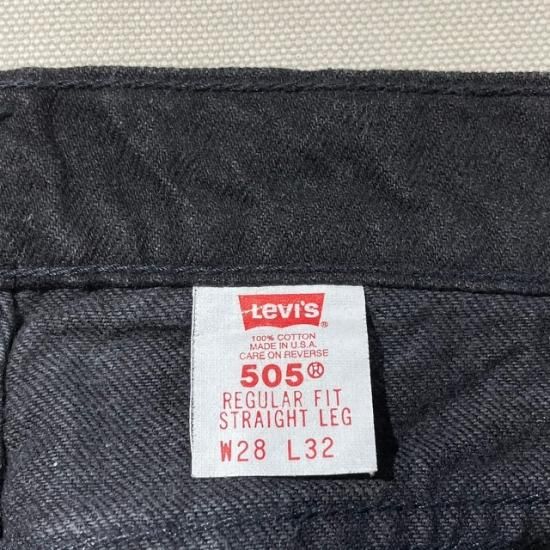 Levi's ®
100% COTTON
MADE IN U.S.A.
CARE ON REVERSE
505®
REGULAR FIT
STRAIGHT LEG
W28 L32